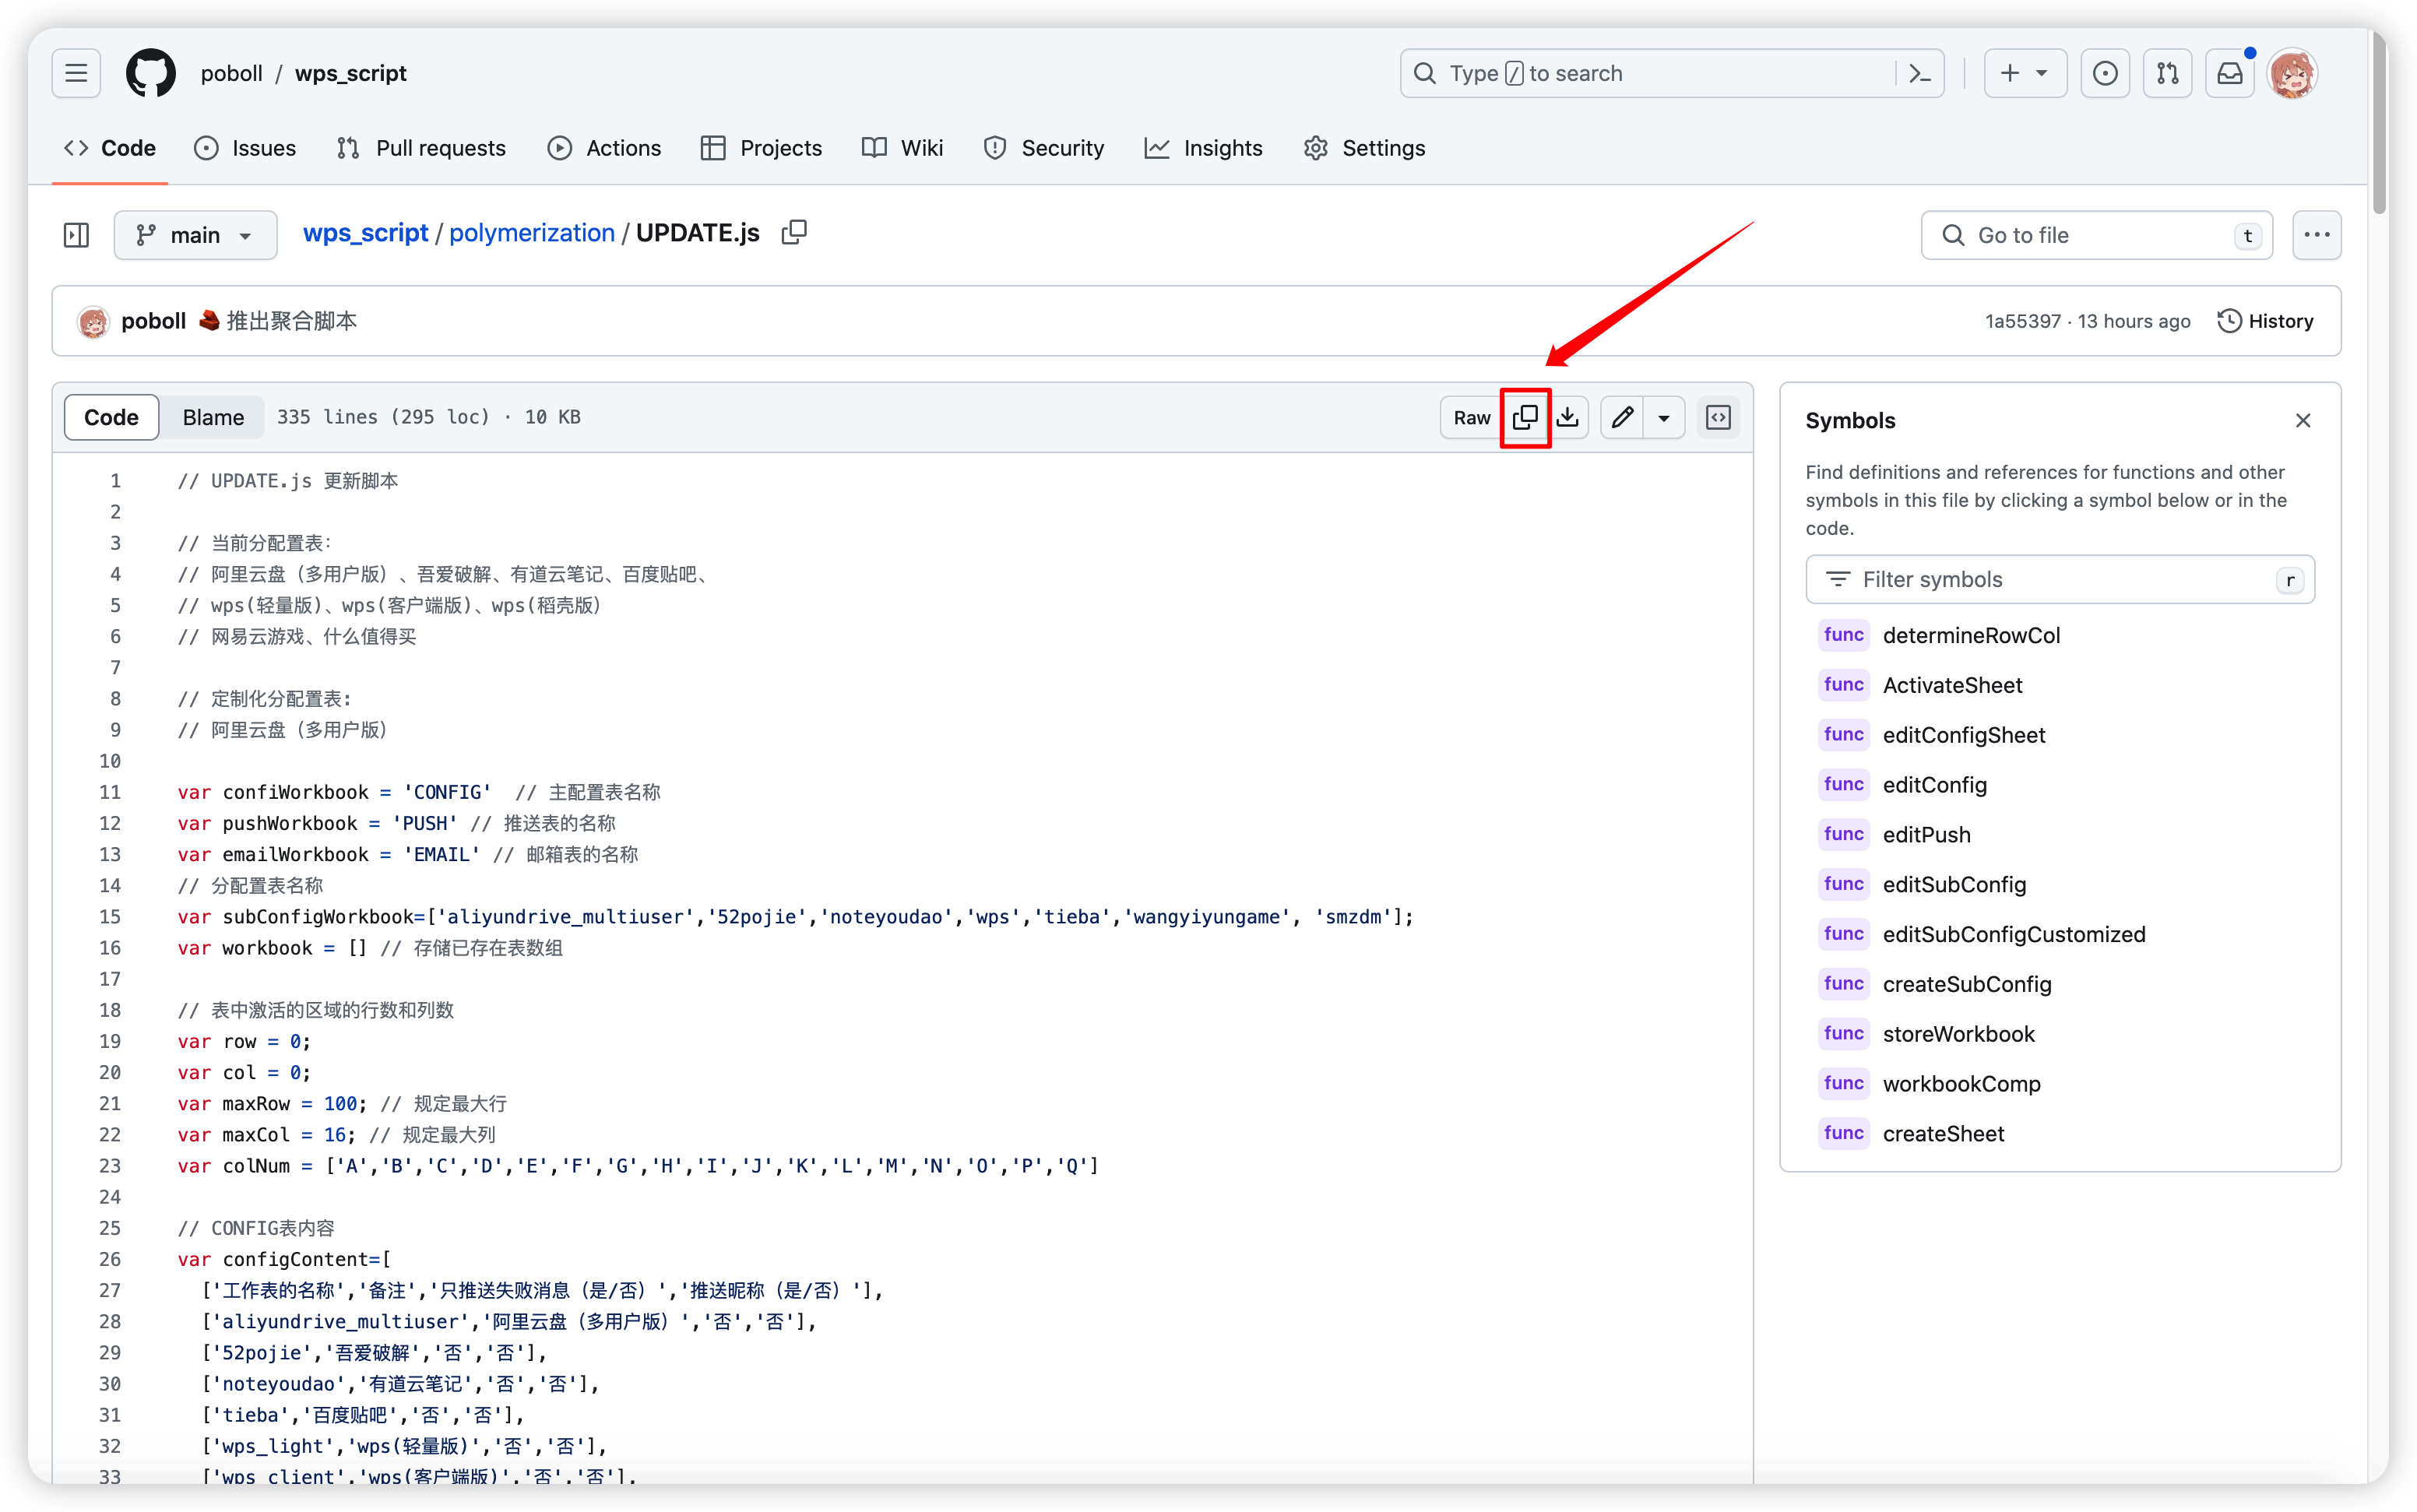 poboll / wps_script
Type / to search
Code
Issues
Pull requests
Actions
Projects
Wiki
Security
Insights
Settings
main
wps_script / polymerization / UPDATE.js
Go to file
t
poboll 推出聚合脚本
1a55397 · 13 hours ago
History
Code
Blame
335 lines (295 loc) · 10 KB
Raw
1 // UPDATE.js 更新脚本
2
3 // 当前分配置表：
4 // 阿里云盘（多用户版）、吾爱破解、有道云笔记、百度贴吧、
5 // wps(轻量版)、wps(客户端版)、wps(稻壳版)
6 // 网易云游戏、什么值得买
7
8 // 定制化分配置表:
9 // 阿里云盘（多用户版）
10
11 var confiWorkbook = 'CONFIG'  // 主配置表名称
12 var pushWorkbook = 'PUSH' // 推送表的名称
13 var emailWorkbook = 'EMAIL' // 邮箱表的名称
14 // 分配置表名称
15 var subConfigWorkbook=['aliyundrive_multiuser','52pojie','noteyoudao','wps','tieba','wangyiyungame', 'smzdm'];
16 var workbook = [] // 存储已存在表数组
17
18 // 表中激活的区域的行数和列数
19 var row = 0;
20 var col = 0;
21 var maxRow = 100; // 规定最大行
22 var maxCol = 16; // 规定最大列
23 var colNum = ['A','B','C','D','E','F','G','H','I','J','K','L','M','N','O','P','Q']
24
25 // CONFIG表内容
26 var configContent=[
27 ['工作表的名称','备注','只推送失败消息（是/否）','推送昵称（是/否）'],
28 ['aliyundrive_multiuser','阿里云盘（多用户版）','否','否'],
29 ['52pojie','吾爱破解','否','否'],
30 ['noteyoudao','有道云笔记','否','否'],
31 ['tieba','百度贴吧','否','否'],
32 ['wps_light','wps(轻量版)','否','否'],
33 ['wps_client','wps(客户端版)','否','否'],
Symbols
Find definitions and references for functions and other
symbols in this file by clicking a symbol below or in the
code.
Filter symbols
r
func determineRowCol
func ActivateSheet
func editConfigSheet
func editConfig
func editPush
func editSubConfig
func editSubConfigCustomized
func createSubConfig
func storeWorkbook
func workbookComp
func createSheet